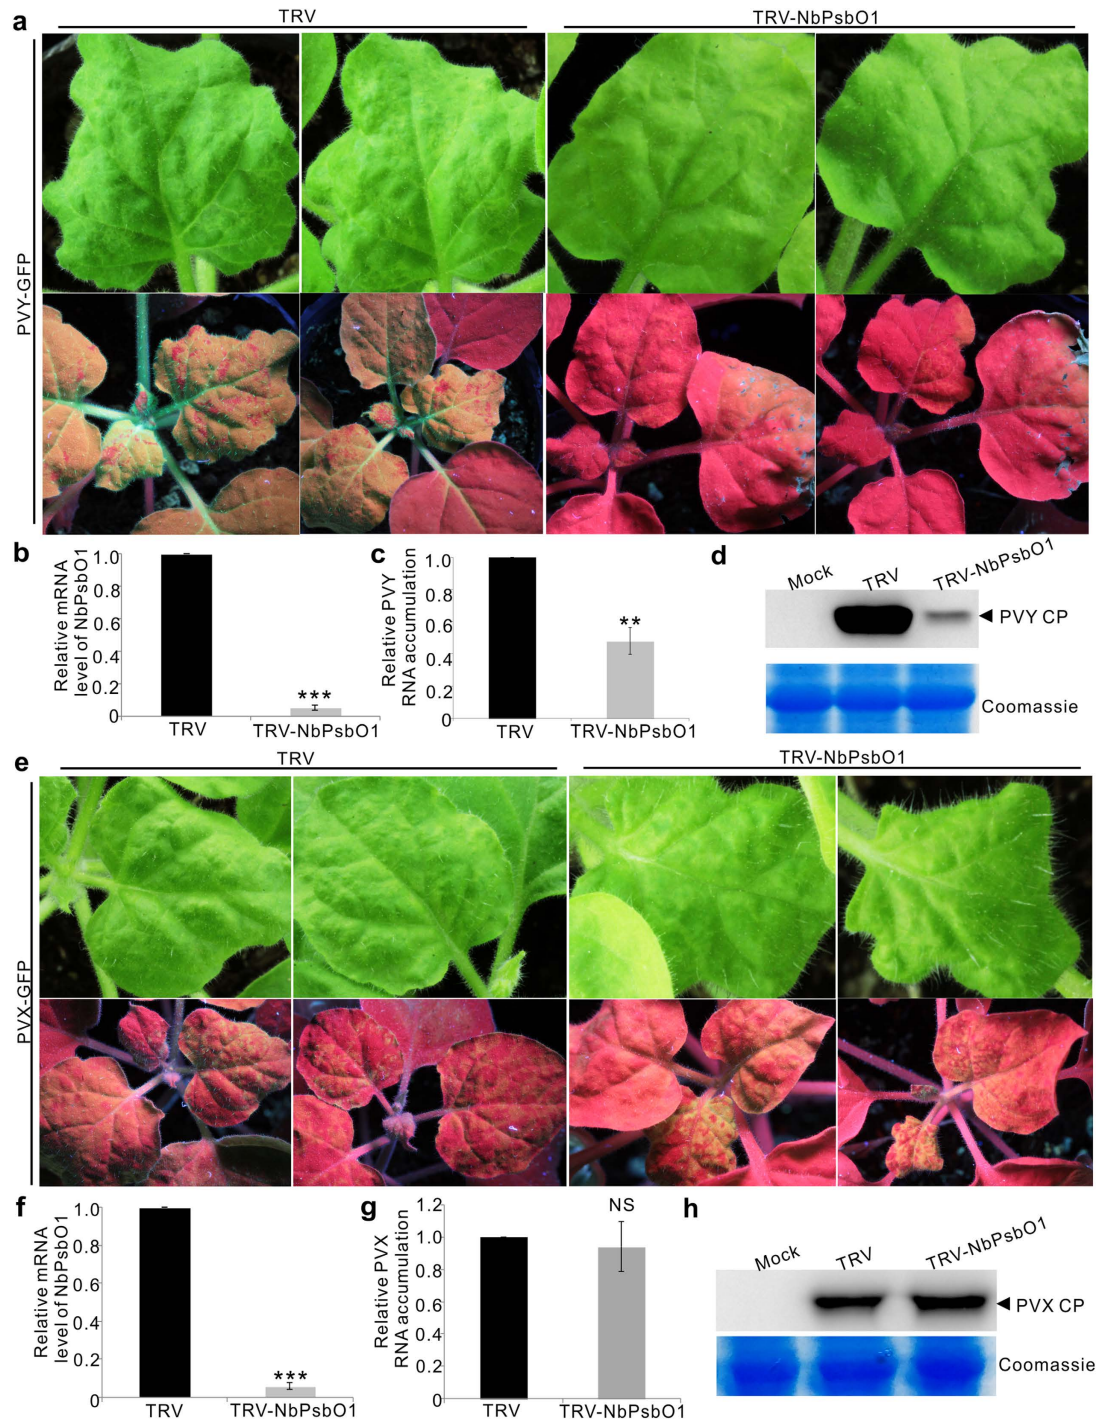 a
TRV
TRV-NbPsbO1
PVY-GFP
b
Relative mRNA
level of NbPsbO1
1.0
0.8
0.6
0.4
0.2
0
***
TRV
TRV-NbPsbO1
c
Relative PVY
RNA accumulation
1.0
0.8
0.6
0.4
0.2
0
**
TRV
TRV-NbPsbO1
d
Mock
TRV
TRV-NbPsbO1
PVY CP
Coomassie
e
TRV
TRV-NbPsbO1
PVX-GFP
f
Relative mRNA
level of NbPsbO1
1.0
0.8
0.6
0.4
0.2
0
***
TRV
TRV-NbPsbO1
g
Relative PVX
RNA accumulation
1.2
1.0
0.8
0.6
0.4
0.2
0
NS
TRV
TRV-NbPsbO1
h
Mock
TRV
TRV-NbPsbO1
PVX CP
Coomassie